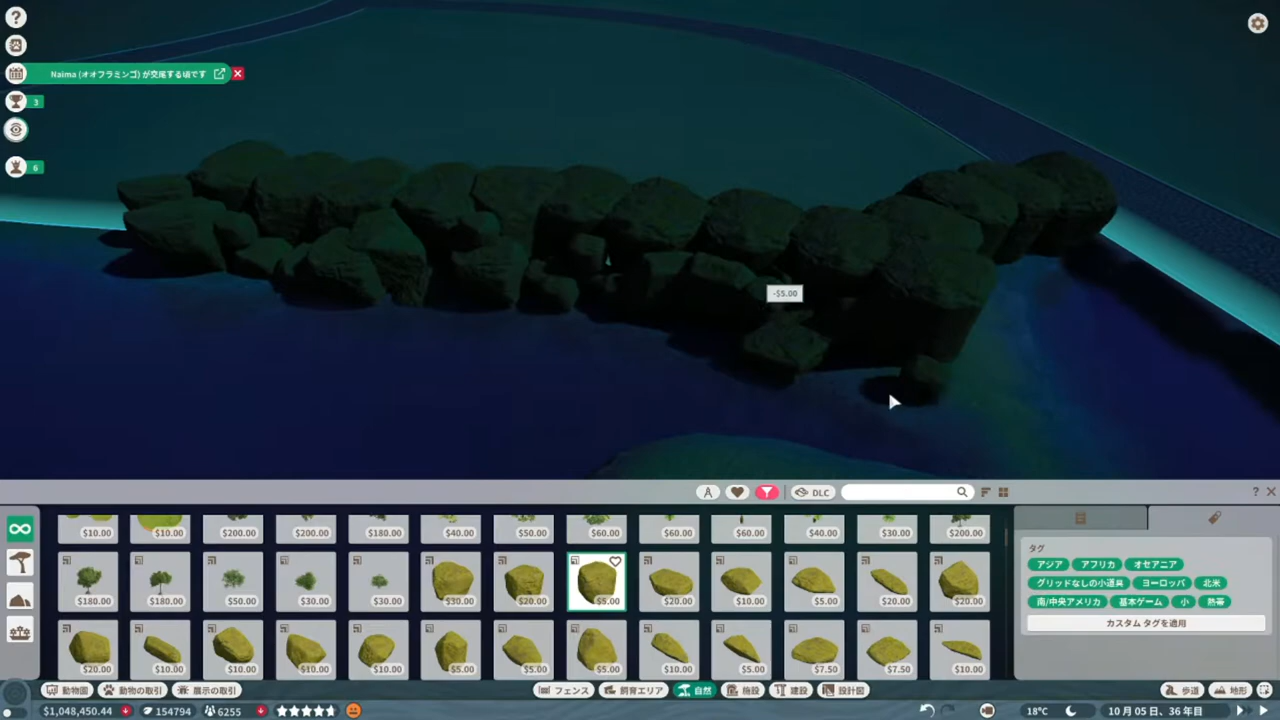 Naima (オオフラミンゴ) が交尾する頃です
3
6
-$5.00
DLC
$10.00 $10.00 $200.00 $200.00 $180.00 $40.00 $50.00 $60.00 $60.00 $60.00 $40.00 $30.00 $200.00
$180.00 $180.00 $50.00 $30.00 $30.00 $30.00 $20.00 $5.00 $20.00 $10.00 $5.00 $20.00 $20.00
$20.00 $10.00 $10.00 $10.00 $10.00 $5.00 $5.00 $5.00 $10.00 $5.00 $7.50 $7.50 $10.00
タグ
アジア アフリカ オセアニア
グリッドなしの小道具 ヨーロッパ 北米
南/中央アメリカ 基本ゲーム 小 熱帯
カスタム タグを適用
動物園 動物の取引 展示の取引 フェンス 飼育エリア 自然 施設 建設 設計図 歩道 地形
$1,048,450.44 154794 6255 18°C 10 月 05 日、36 年目